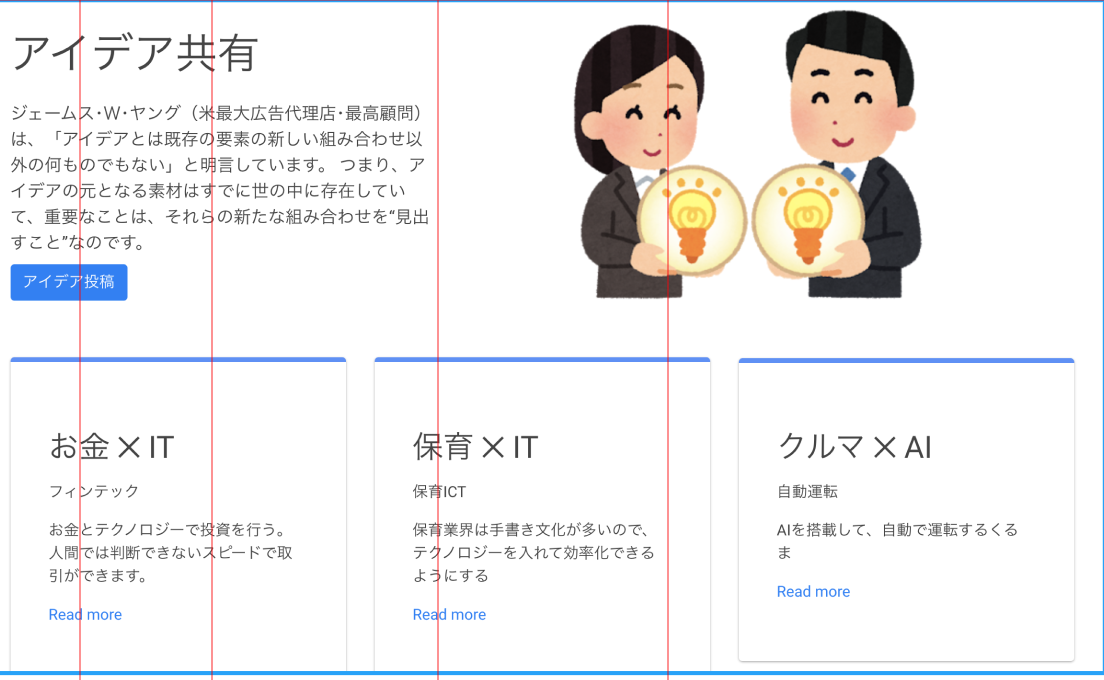 アイデア共有
ジェームス･W･ヤング（米最大広告代理店･最高顧問）
は、「アイデアとは既存の要素の新しい組み合わせ以
外の何ものでもない」と明言しています。 つまり、ア
イデアの元となる素材はすでに世の中に存在してい
て、重要なことは、それらの新たな組み合わせを“見出
すこと”なのです。
アイデア投稿
お金 × IT
フィンテック
お金とテクノロジーで投資を行う。
人間では判断できないスピードで取
引ができます。
Read more
保育 × IT
保育ICT
保育業界は手書き文化が多いので、
テクノロジーを入れて効率化できる
ようにする
Read more
クルマ × AI
自動運転
AIを搭載して、自動で運転するくる
ま
Read more